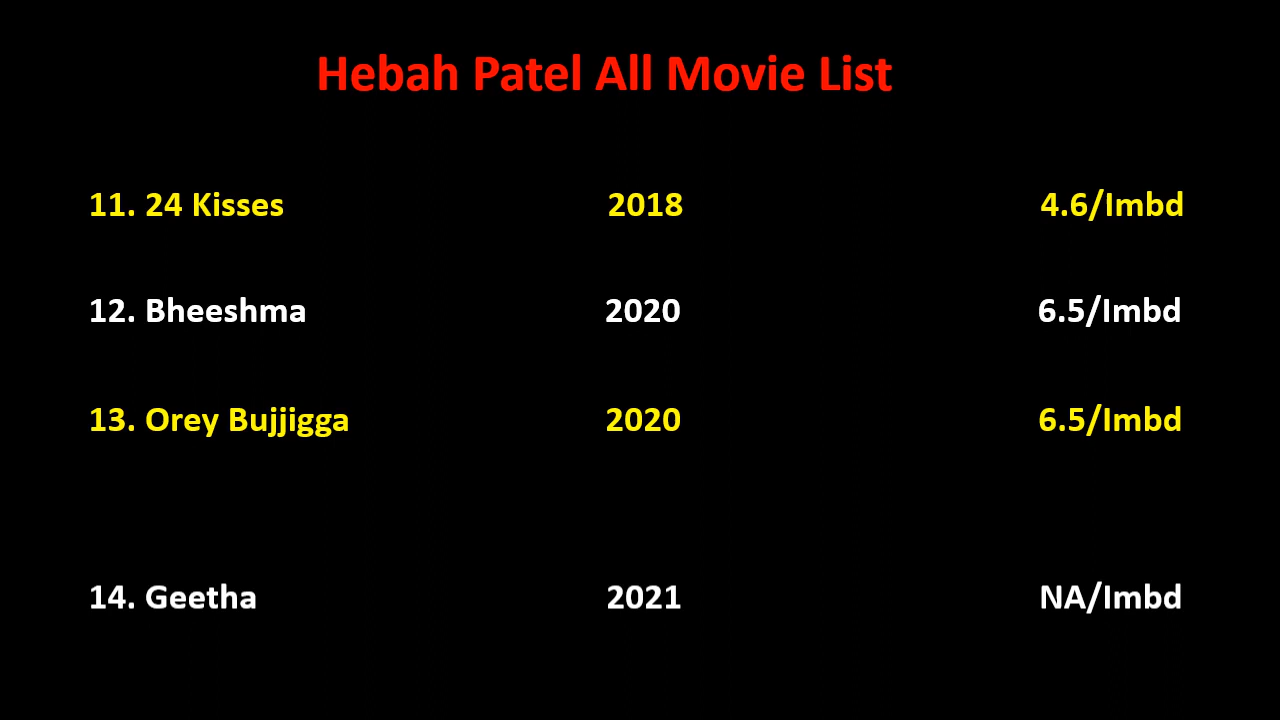 Hebah Patel All Movie List
11. 24 Kisses 2018 4.6/Imbd
12. Bheeshma 2020 6.5/Imbd
13. Orey Bujjigga 2020 6.5/Imbd
14. Geetha 2021 NA/Imbd